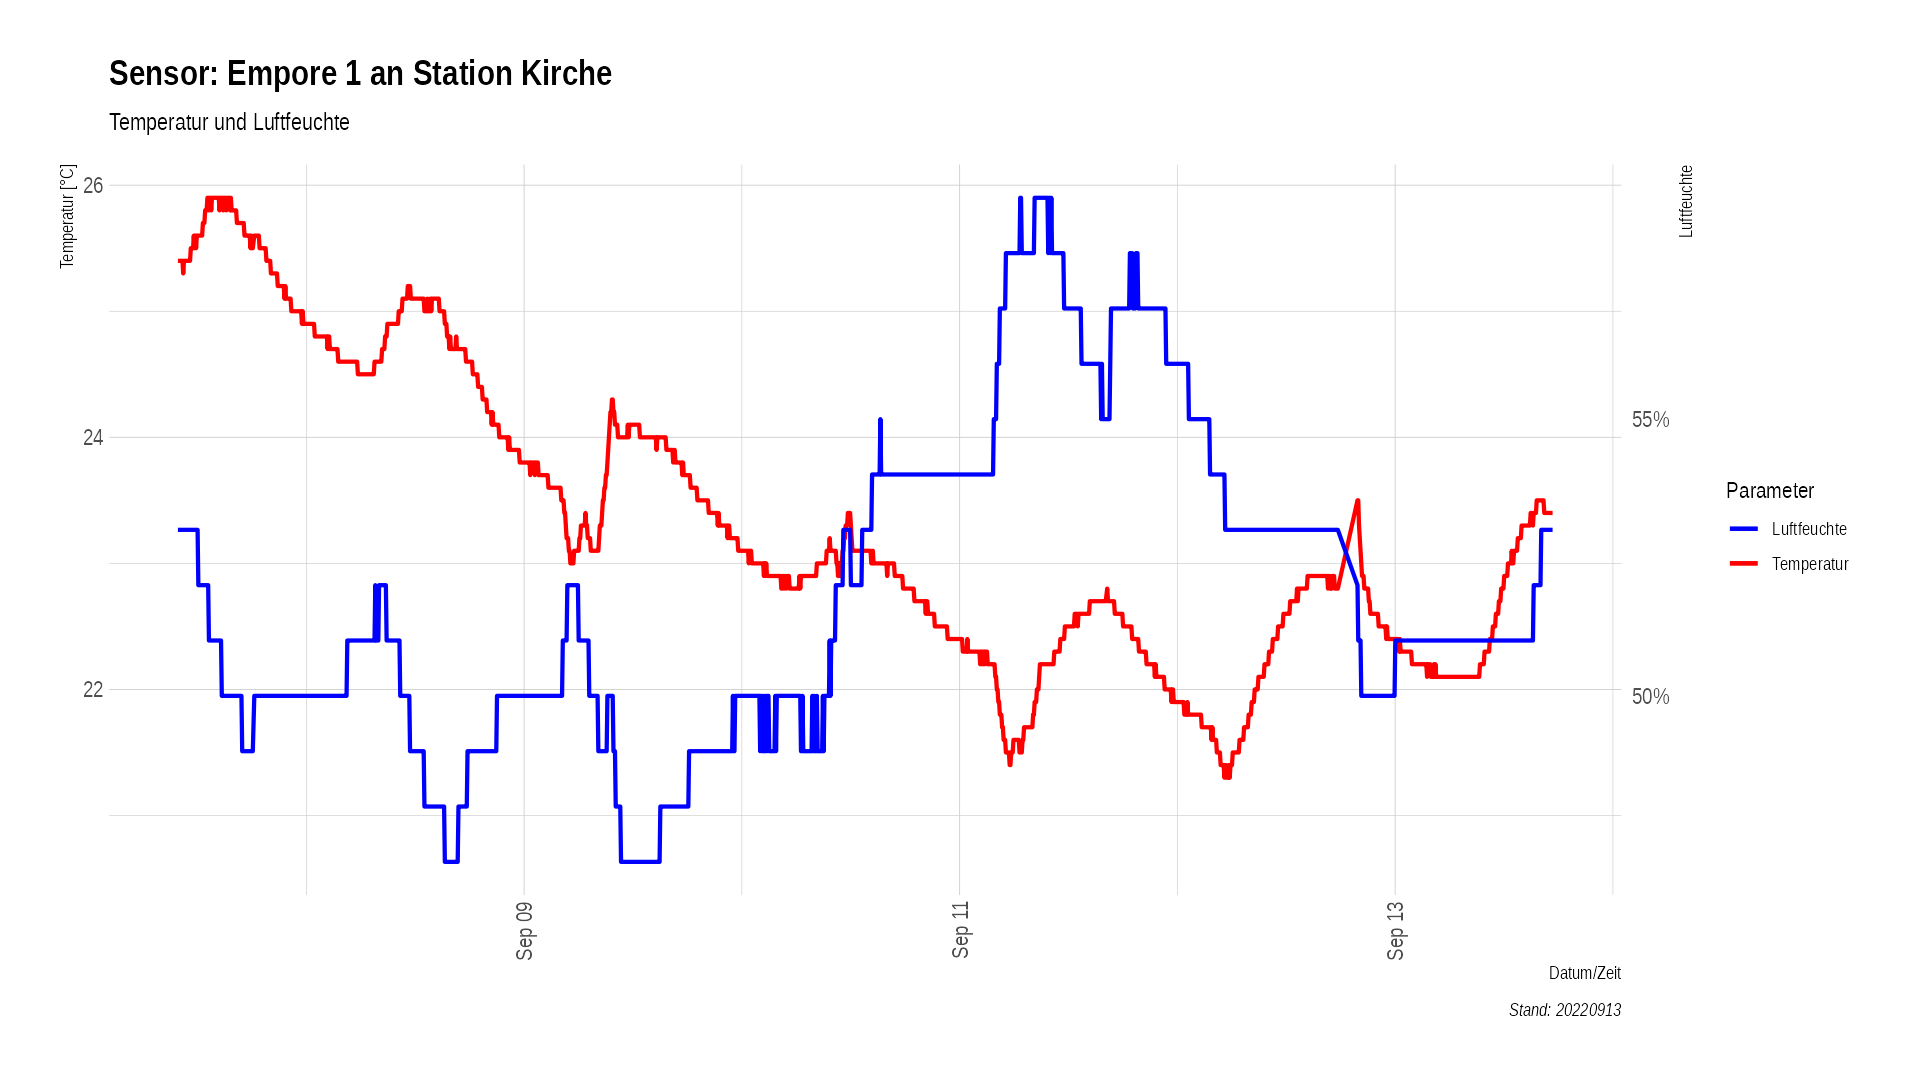 Sensor: Empore 1 an Station Kirche
Temperatur und Luftfeuchte
Temperatur [°C]
Luftfeuchte
26
24
22
55%
50%
Parameter
Luftfeuchte
Temperatur
Sep 09
Sep 11
Sep 13
Datum/Zeit
Stand: 20220913